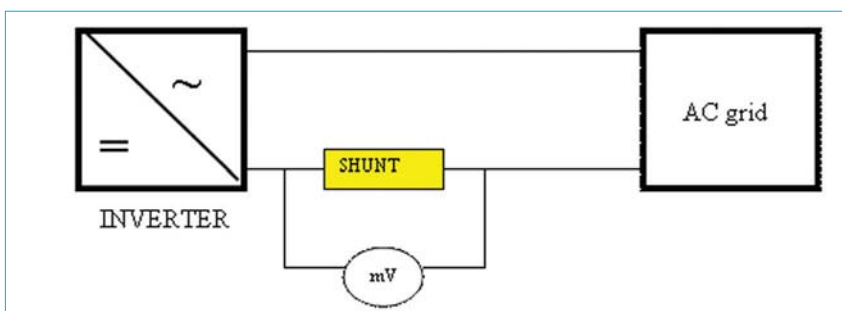 ~
=
INVERTER
SHUNT
mV
AC grid